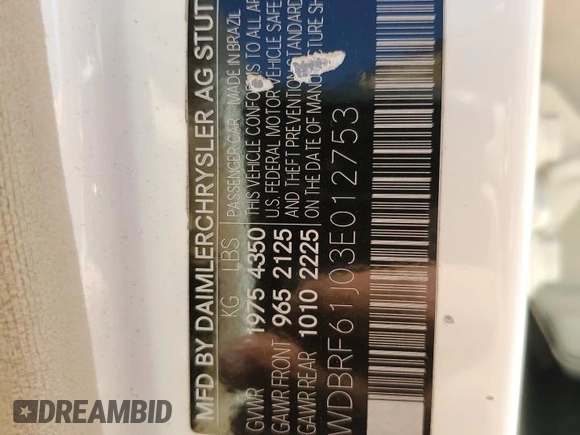 MFD BY DAIMLERCHRYSLER AG STUT
KG LBS PASSENGER CAR MADE IN BRAZIL
GVWR 1975 4350 THIS VEHICLE CONFORMS TO ALL
GAWR FRONT 965 2125 U.S. FEDERAL MOTOR VEHICLE SAFE
AND THEFT PREVENTION STANDARD
GAWR REAR 1010 2225 ON THE DATE OF MANUFACTURE SH
WDBRF61J03E012753
DREAMBID